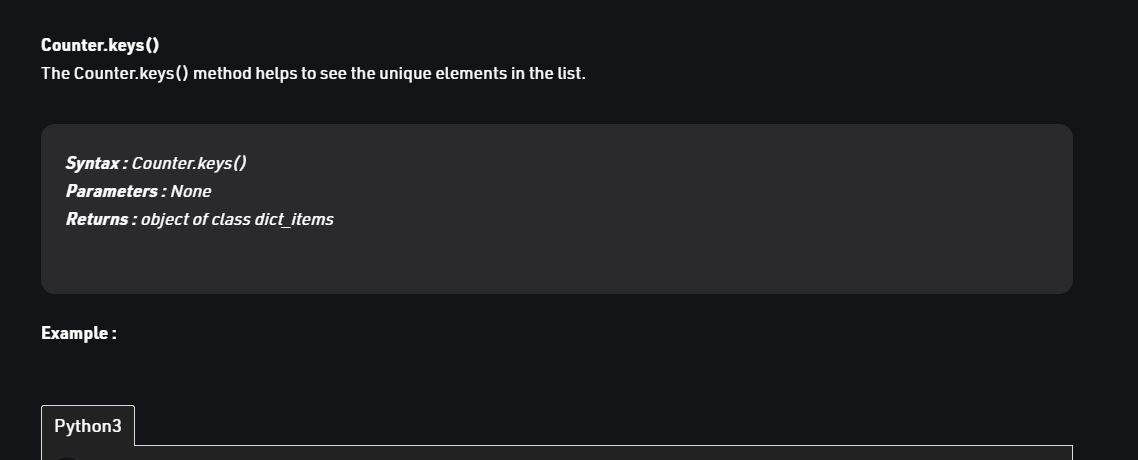 Counter.keys()
The Counter.keys() method helps to see the unique elements in the list.
Syntax : Counter.keys()
Parameters : None
Returns : object of class dict_items
Example :
Python3